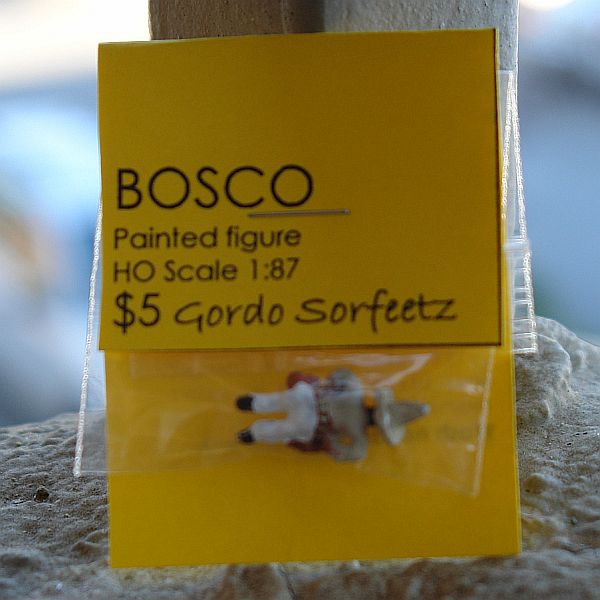 BOSCO
Painted figure
HO Scale 1:87
$5 Gordo Sorfeetz